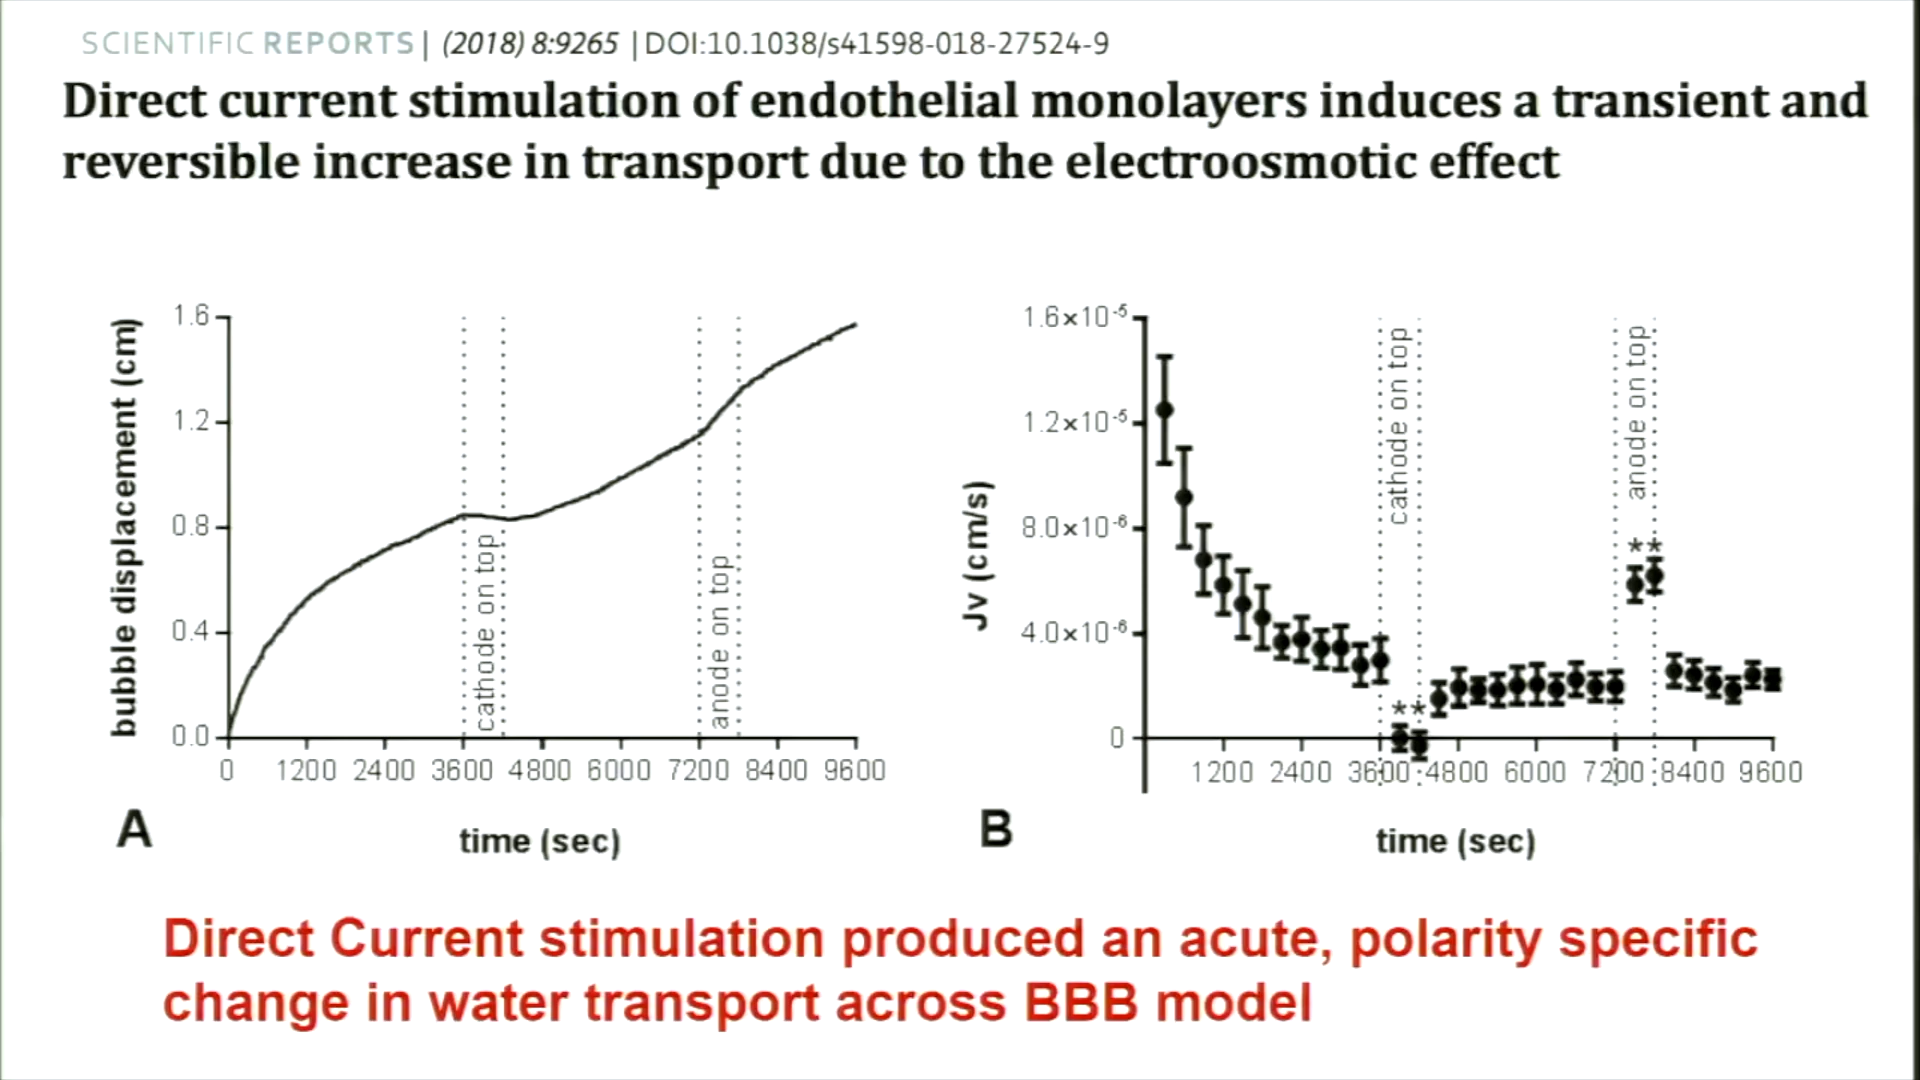 SCIENTIFIC REPORTS | (2018) 8:9265 | DOI:10.1038/s41598-018-27524-9
Direct current stimulation of endothelial monolayers induces a transient and
reversible increase in transport due to the electroosmotic effect
bubble displacement (cm)
1.6
1.2
0.8
0.4
0.0
cathode on top
anode on top
0 1200 2400 3600 4800 6000 7200 8400 9600
A
time (sec)
Jv (cm/s)
1.6×10-5
1.2×10-5
8.0×10-6
4.0×10-6
0
cathode on top
anode on top
**
**
1200 2400 3600 4800 6000 7200 8400 9600
B
time (sec)
Direct Current stimulation produced an acute, polarity specific
change in water transport across BBB model